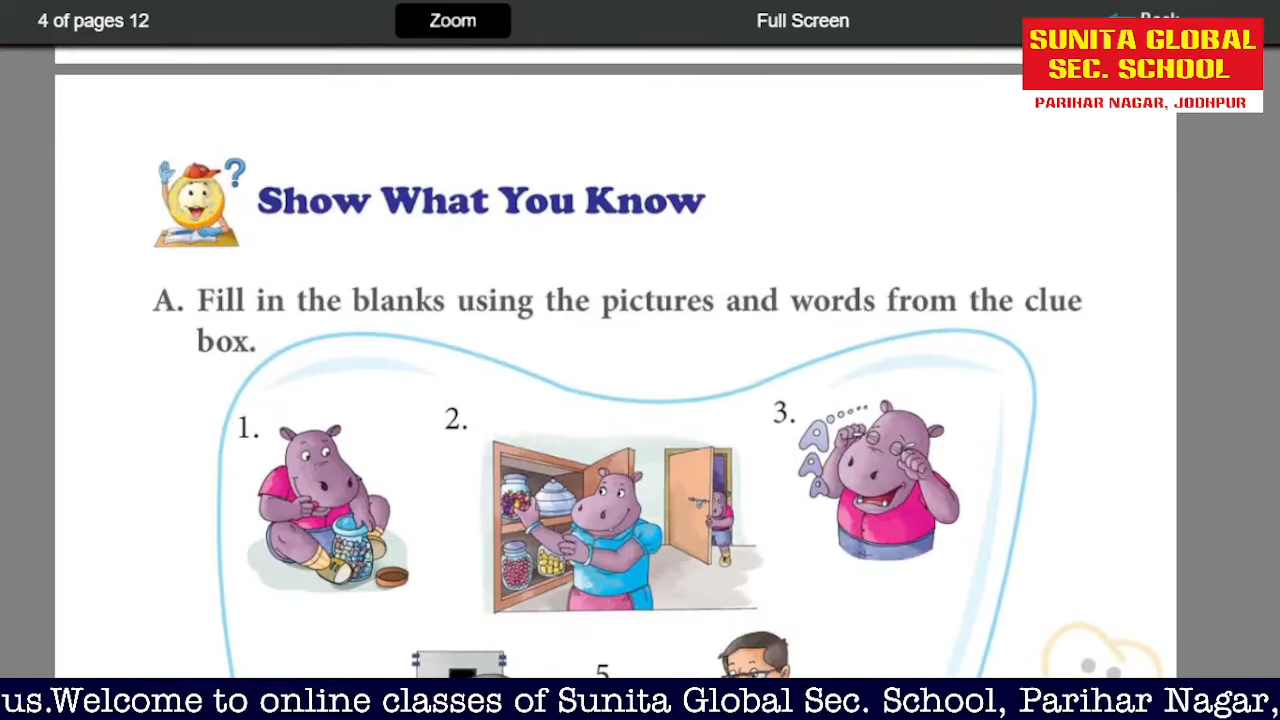 4 of pages 12
Zoom
Full Screen
SUNITA GLOBAL
SEC. SCHOOL
PARIHAR NAGAR, JODHPUR
?
Show What You Know
A. Fill in the blanks using the pictures and words from the clue
box.
1.
2.
3.
A
A
A
5.
us.Welcome to online classes of Sunita Global Sec. School, Parihar Nagar,